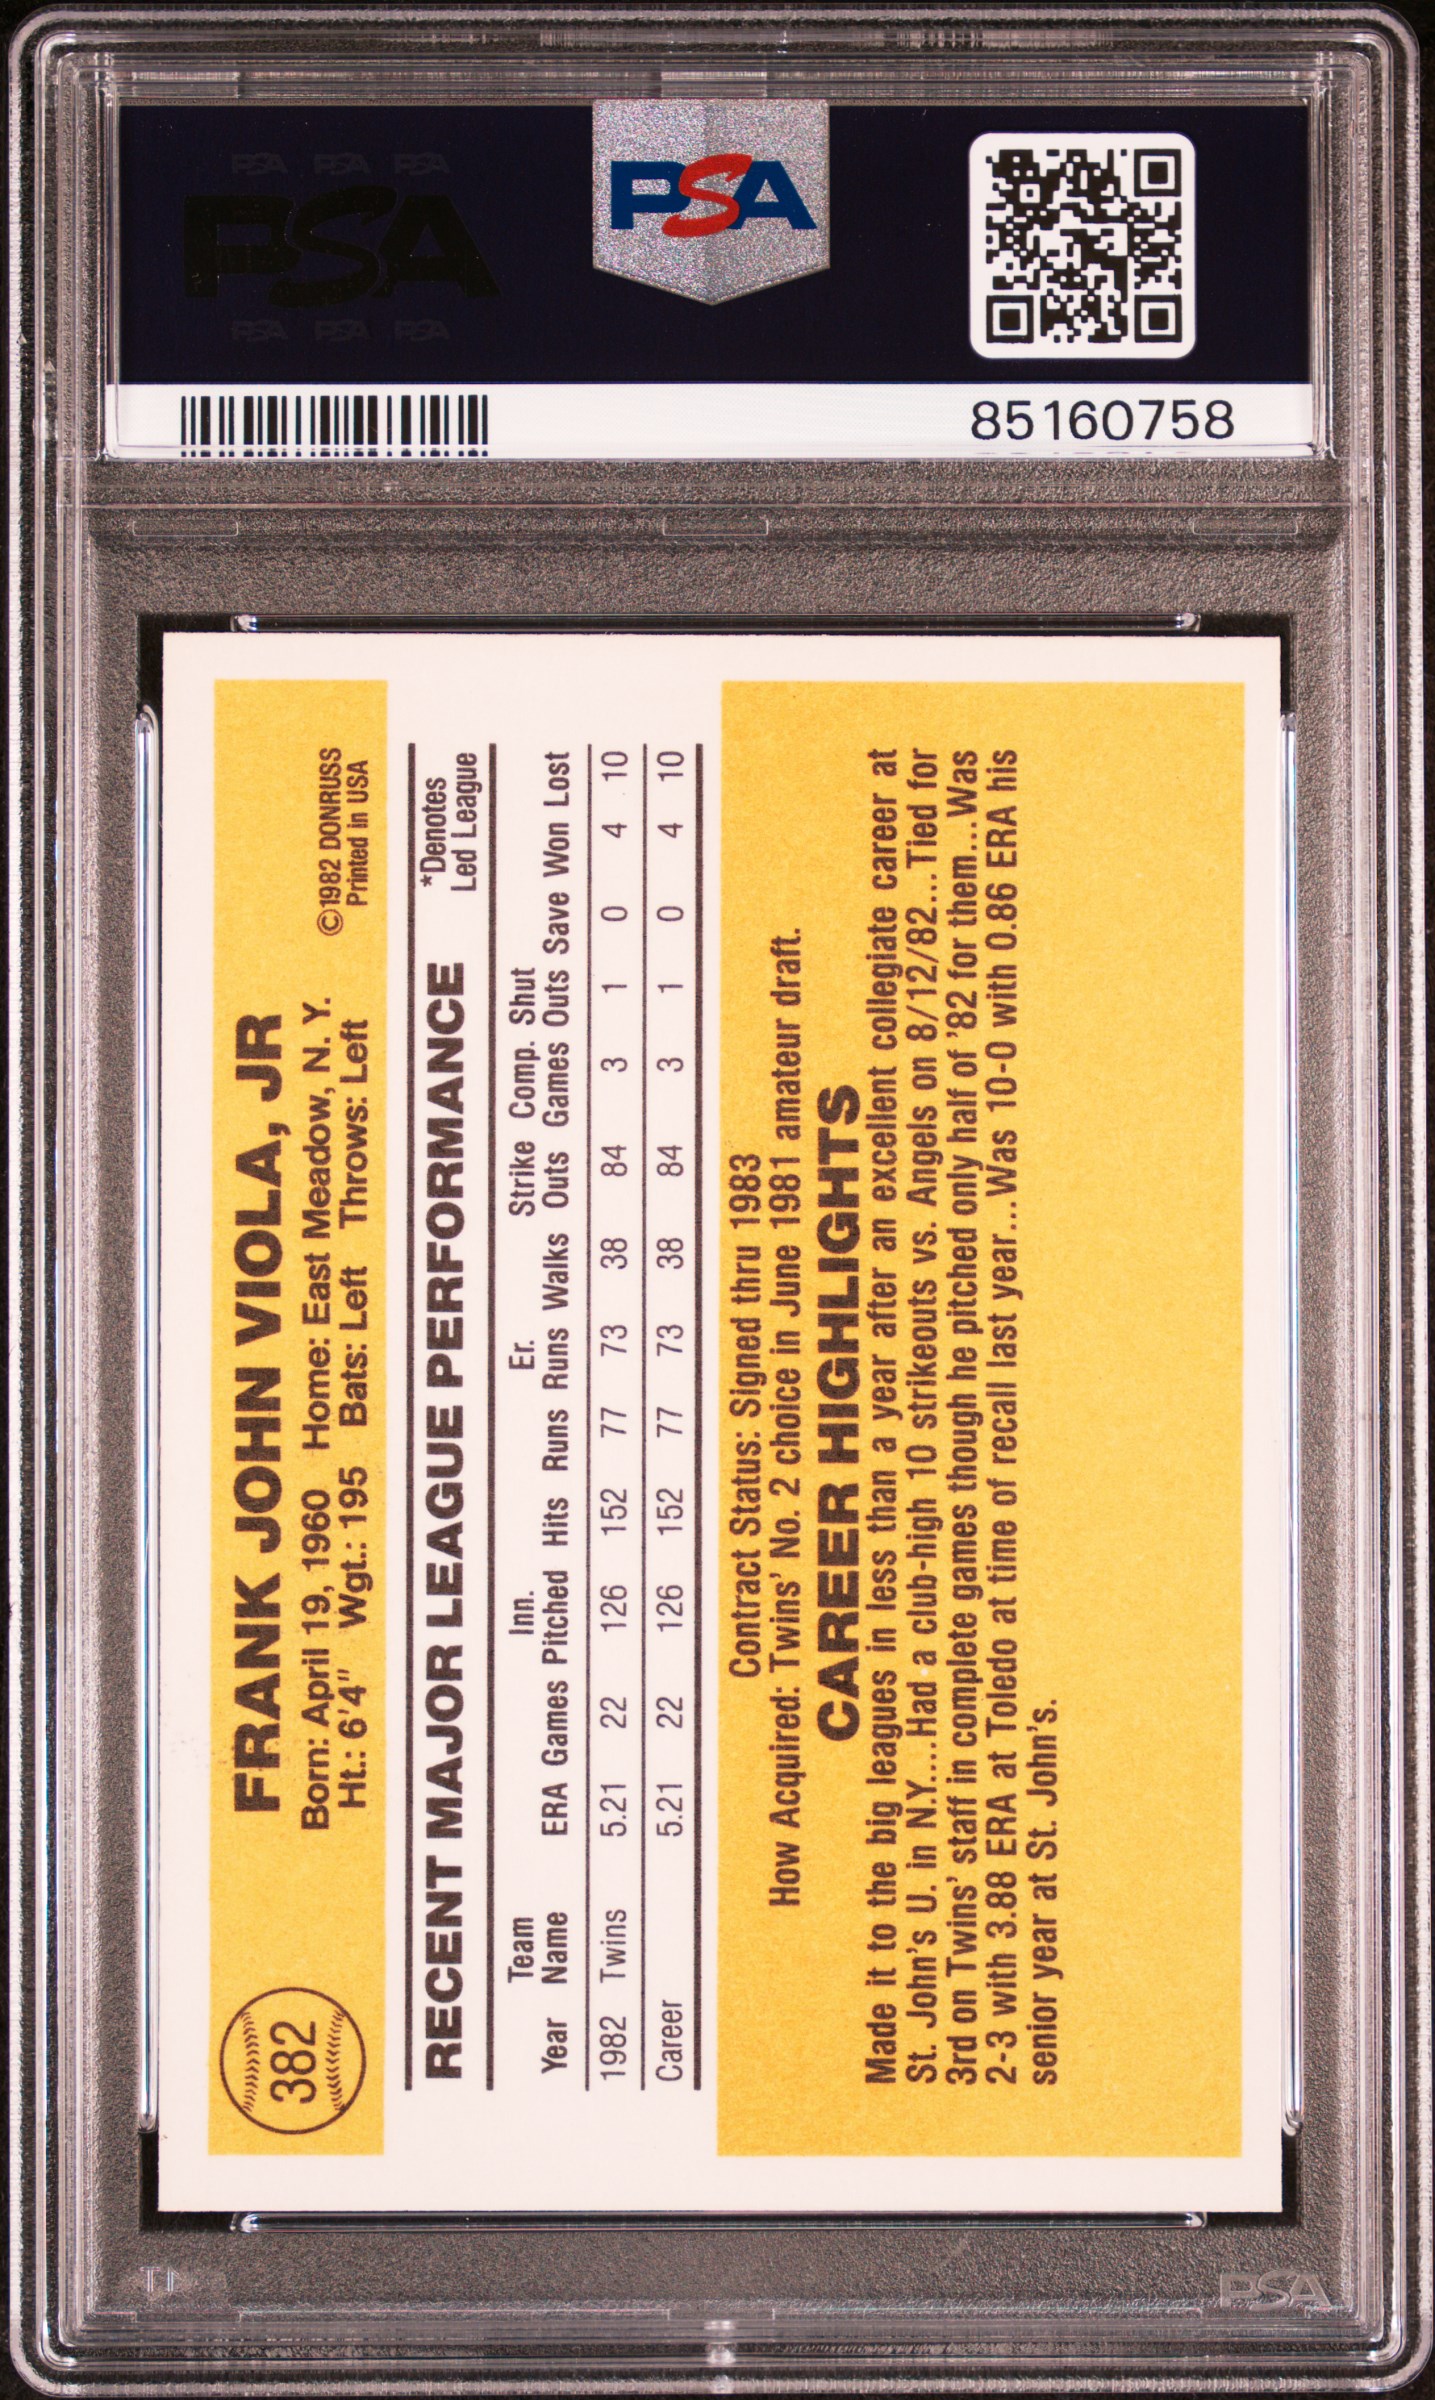 PSA PSA PSA
PSA
PSA PSA PSA
PSA
85160758
382
FRANK JOHN VIOLA, JR
Born: April 19, 1960 Home: East Meadow, N. Y. ©1982 DONRUSS
Ht.: 6'4" Wgt.: 195 Bats: Left Throws: Left Printed in USA
RECENT MAJOR LEAGUE PERFORMANCE
*Denotes
Led League
Team Inn. Er. Strike Comp. Shut
Year Name ERA Games Pitched Hits Runs Runs Walks Outs Games Outs Save Won Lost
1982 Twins 5.21 22 126 152 77 73 38 84 3 1 0 4 10
Career 5.21 22 126 152 77 73 38 84 3 1 0 4 10
Contract Status: Signed thru 1983
How Acquired: Twins' No. 2 choice in June 1981 amateur draft.
CAREER HIGHLIGHTS
Made it to the big leagues in less than a year after an excellent collegiate career at
St. John's U. in N.Y....Had a club-high 10 strikeouts vs. Angels on 8/12/82...Tied for
3rd on Twins' staff in complete games though he pitched only half of '82 for them...Was
2-3 with 3.88 ERA at Toledo at time of recall last year...Was 10-0 with 0.86 ERA his
senior year at St. John's.
PSA